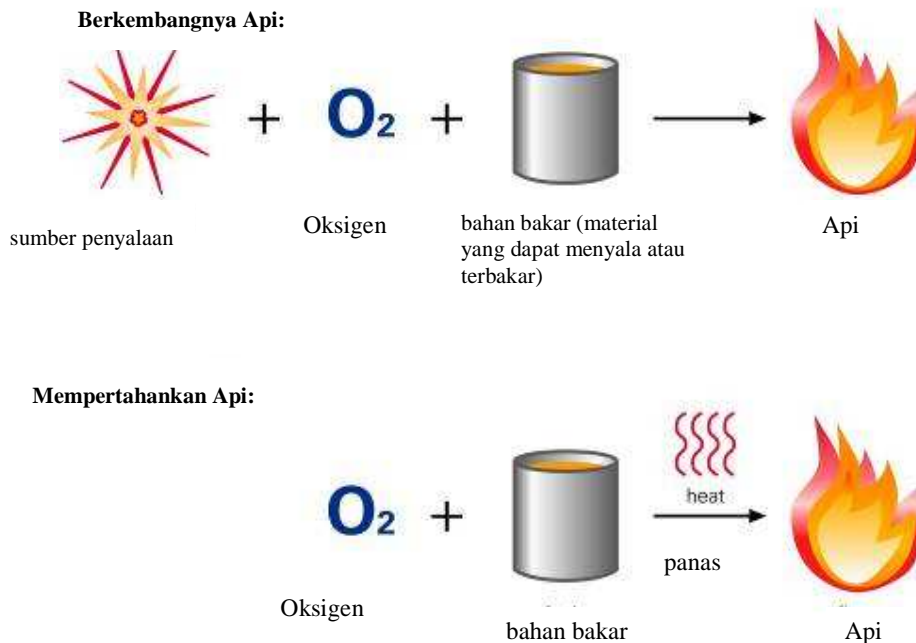 Berkembangnya Api:
+ O2 +
sumber penyalaan
Oksigen
bahan bakar (material
yang dapat menyala atau
terbakar)
Api
Mempertahankan Api:
O2 +
heat
panas
Oksigen
bahan bakar
Api